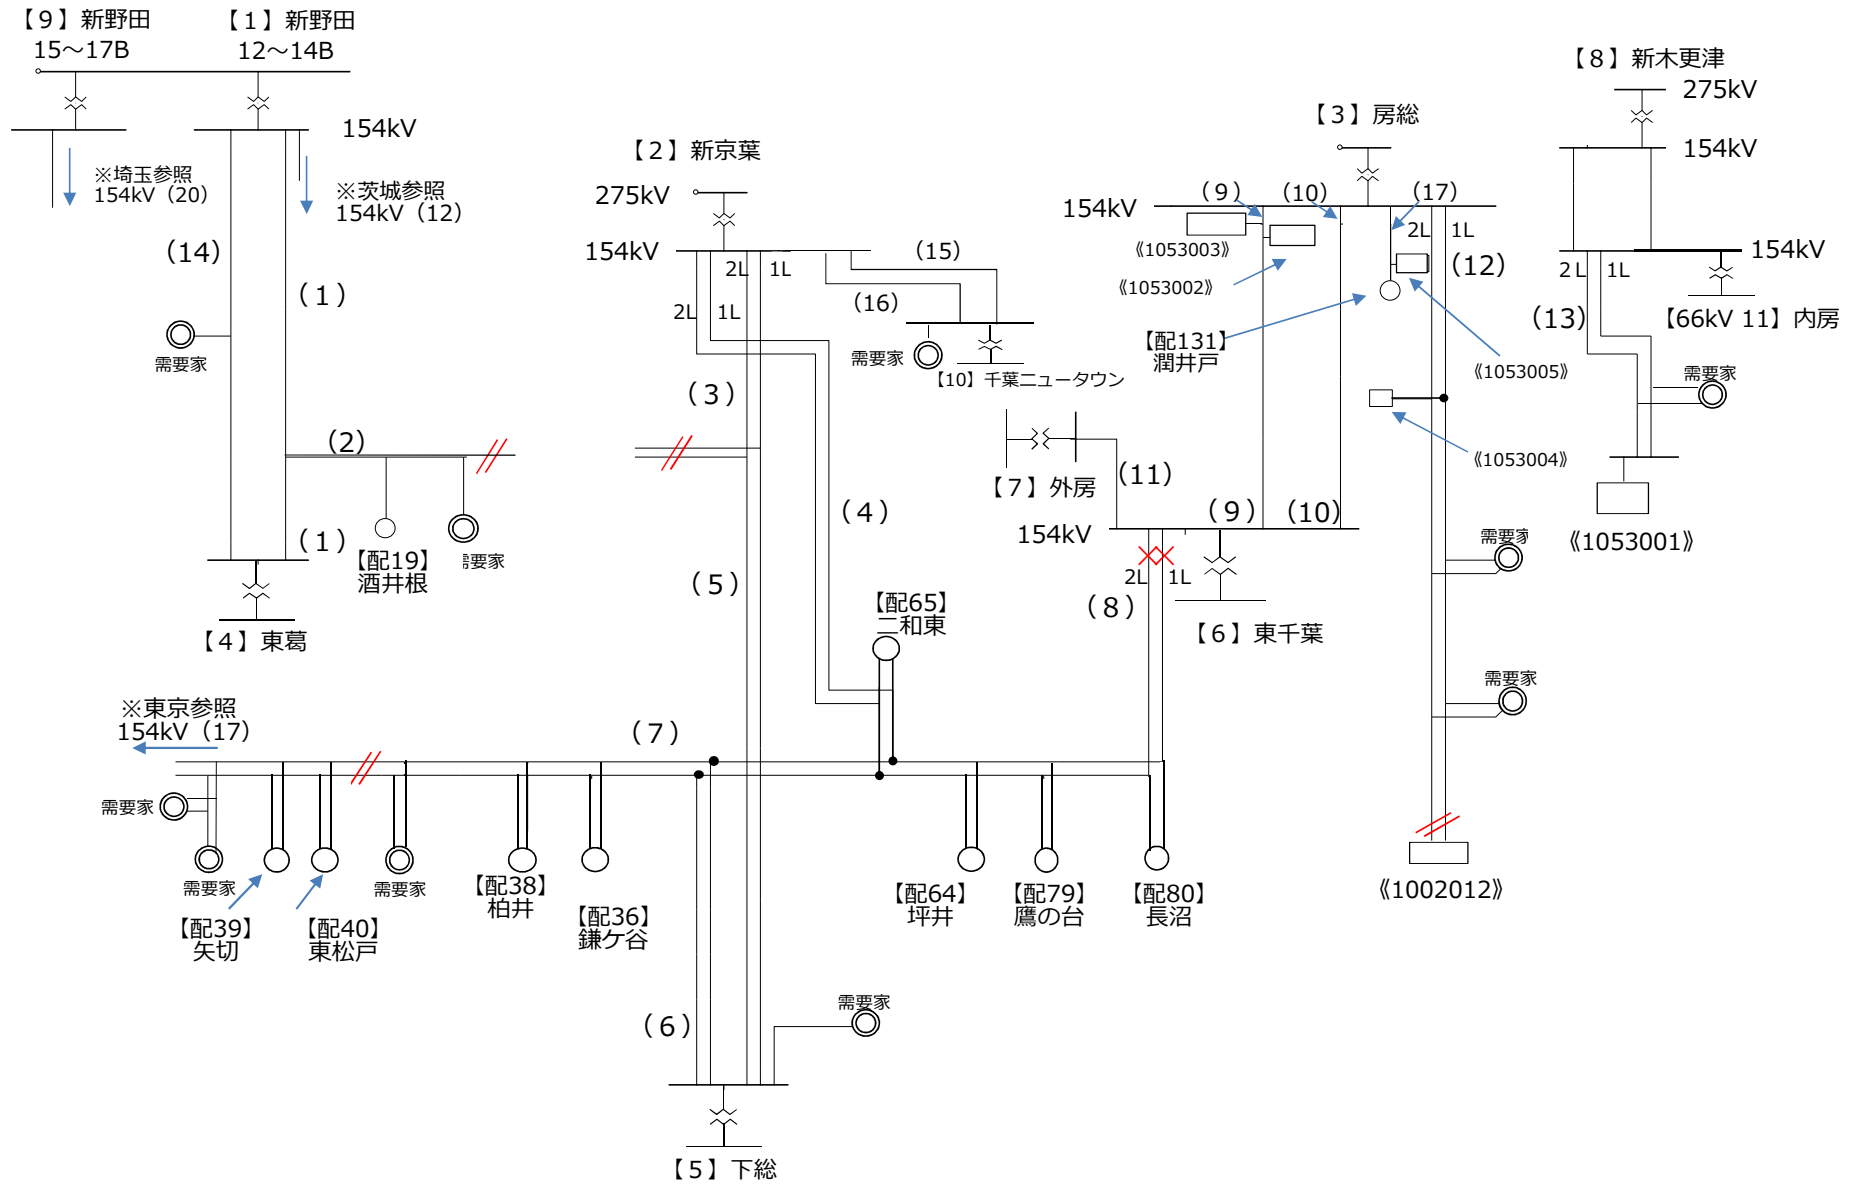 【９】新野田
15～17B
【１】新野田
12～14B
154kV
※埼玉参照
154kV（20）
※茨城参照
154kV（12）
（14）
（１）
需要家
（2）
（１）
【配19】
酒井根
需要家
【４】東葛
【２】新京葉
275kV
154kV
2L
1L
（15）
（16）
2L
1L
需要家
【10】千葉ニュータウン
（３）
（４）
（５）
【７】外房
（11）
154kV
（９）
（10）
2L
1L
（８）
【６】東千葉
【３】房総
154kV
（９）
（10）
（17）
2L
1L
《1053003》
《1053002》
（12）
【配131】
潤井戸
《1053005》
《1053004》
需要家
需要家
《1002012》
【８】新木更津
275kV
154kV
154kV
2L
1L
（13）
【66kV 11】内房
需要家
《1053001》
【配65】
二和東
※東京参照
154kV（17）
（７）
需要家
需要家
需要家
【配39】
矢切
【配40】
東松戸
【配38】
柏井
【配36】
鎌ケ谷
【配64】
坪井
【配79】
鷹の台
【配80】
長沼
（６）
需要家
【５】下総